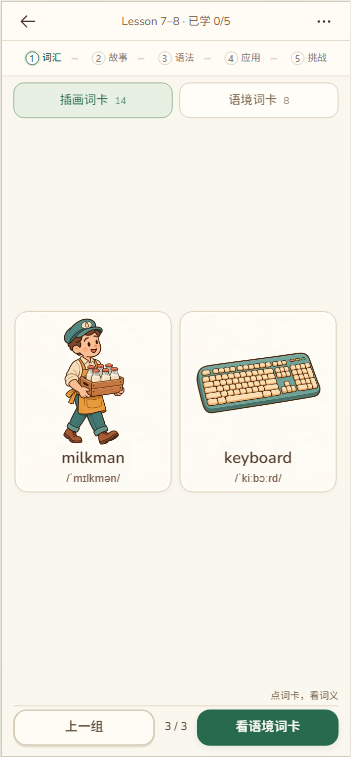 Lesson 7–8 · 已学 0/5
1 词汇 – 2 故事 – 3 语法 – 4 应用 – 5 挑战
插画词卡 14 语境词卡 8
milkman keyboard
/ˈmɪlkmən/ /ˈkiːbɔːrd/
点词卡，看词义
上一组 3 / 3 看语境词卡